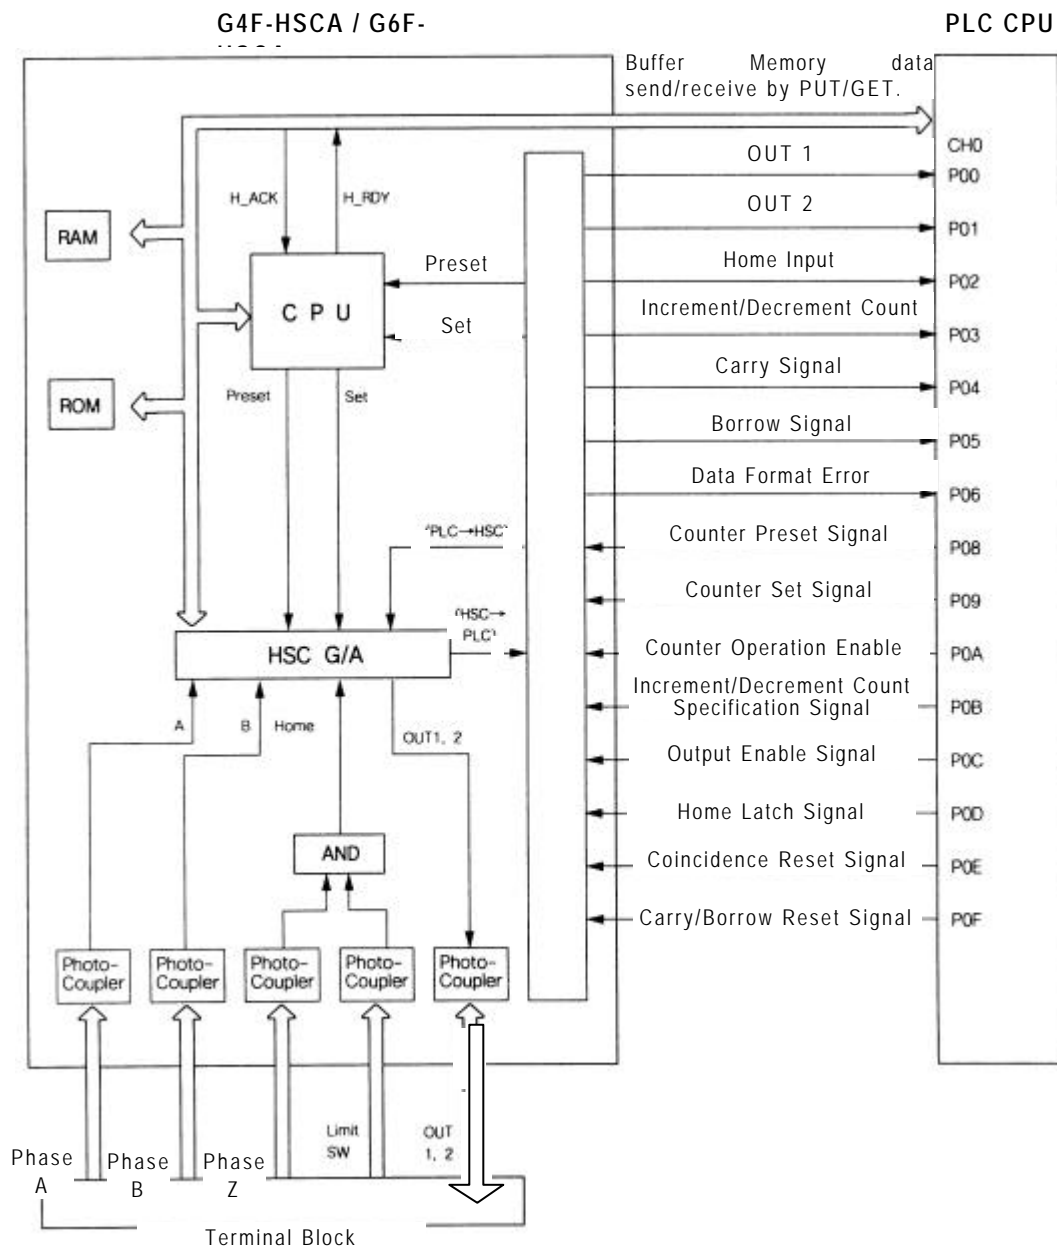 G4F-HSCA / G6F-
PLC CPU
Buffer Memory data
send/receive by PUT/GET.
CH0
OUT 1
P00
H_ACK
H_RDY
OUT 2
RAM
P01
Preset
Home Input
P02
C P U
Set
Increment/Decrement Count
P03
Carry Signal
P04
Preset
Set
ROM
Borrow Signal
P05
Data Format Error
P06
(PLC→HSC)
Counter Preset Signal
P08
Counter Set Signal
P09
(HSC→
PLC)
HSC G/A
Counter Operation Enable
P0A
Increment/Decrement Count
Specification Signal
P0B
A
B
Home
OUT1, 2
Output Enable Signal
P0C
Home Latch Signal
P0D
AND
Coincidence Reset Signal
P0E
Carry/Borrow Reset Signal
P0F
Photo-
Coupler
Photo-
Coupler
Photo-
Coupler
Photo-
Coupler
Photo-
Coupler
Limit
SW
OUT
1, 2
Phase
A
Phase
B
Phase
Z
Terminal Block